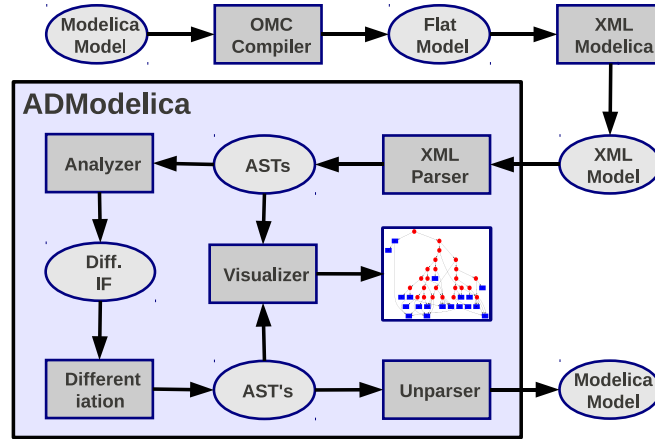 Modelica
Model
OMC
Compiler
Flat
Model
XML
Modelica
ADModelica
Analyzer
ASTs
XML
Parser
XML
Model
Diff.
IF
Visualizer
Different
iation
AST's
Unparser
Modelica
Model